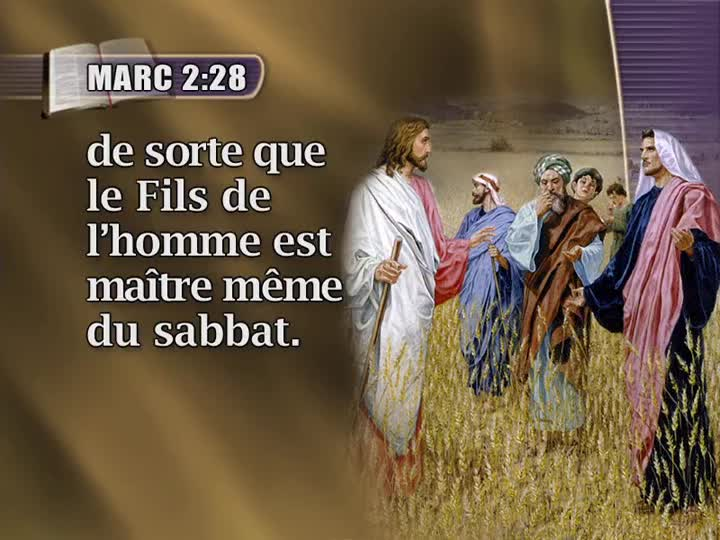 MARC 2:28
de sorte que
le Fils de
l'homme est
maître même
du sabbat.